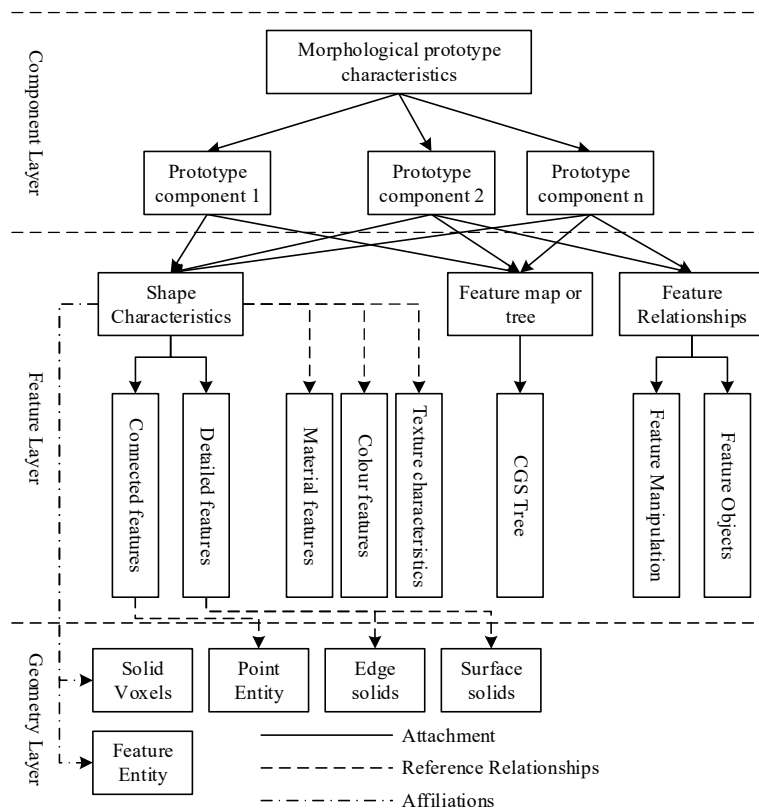 Component Layer
Morphological prototype
characteristics
Prototype
component 1
Prototype
component 2
Prototype
component n
Feature Layer
Shape
Characteristics
Feature map or
tree
Feature
Relationships
Connected features
Detailed features
Material features
Colour features
Texture characteristics
CGS Tree
Feature Manipulation
Feature Objects
Geometry Layer
Solid
Voxels
Point
Entity
Edge
solids
Surface
solids
Feature
Entity
Attachment
Reference Relationships
Affiliations